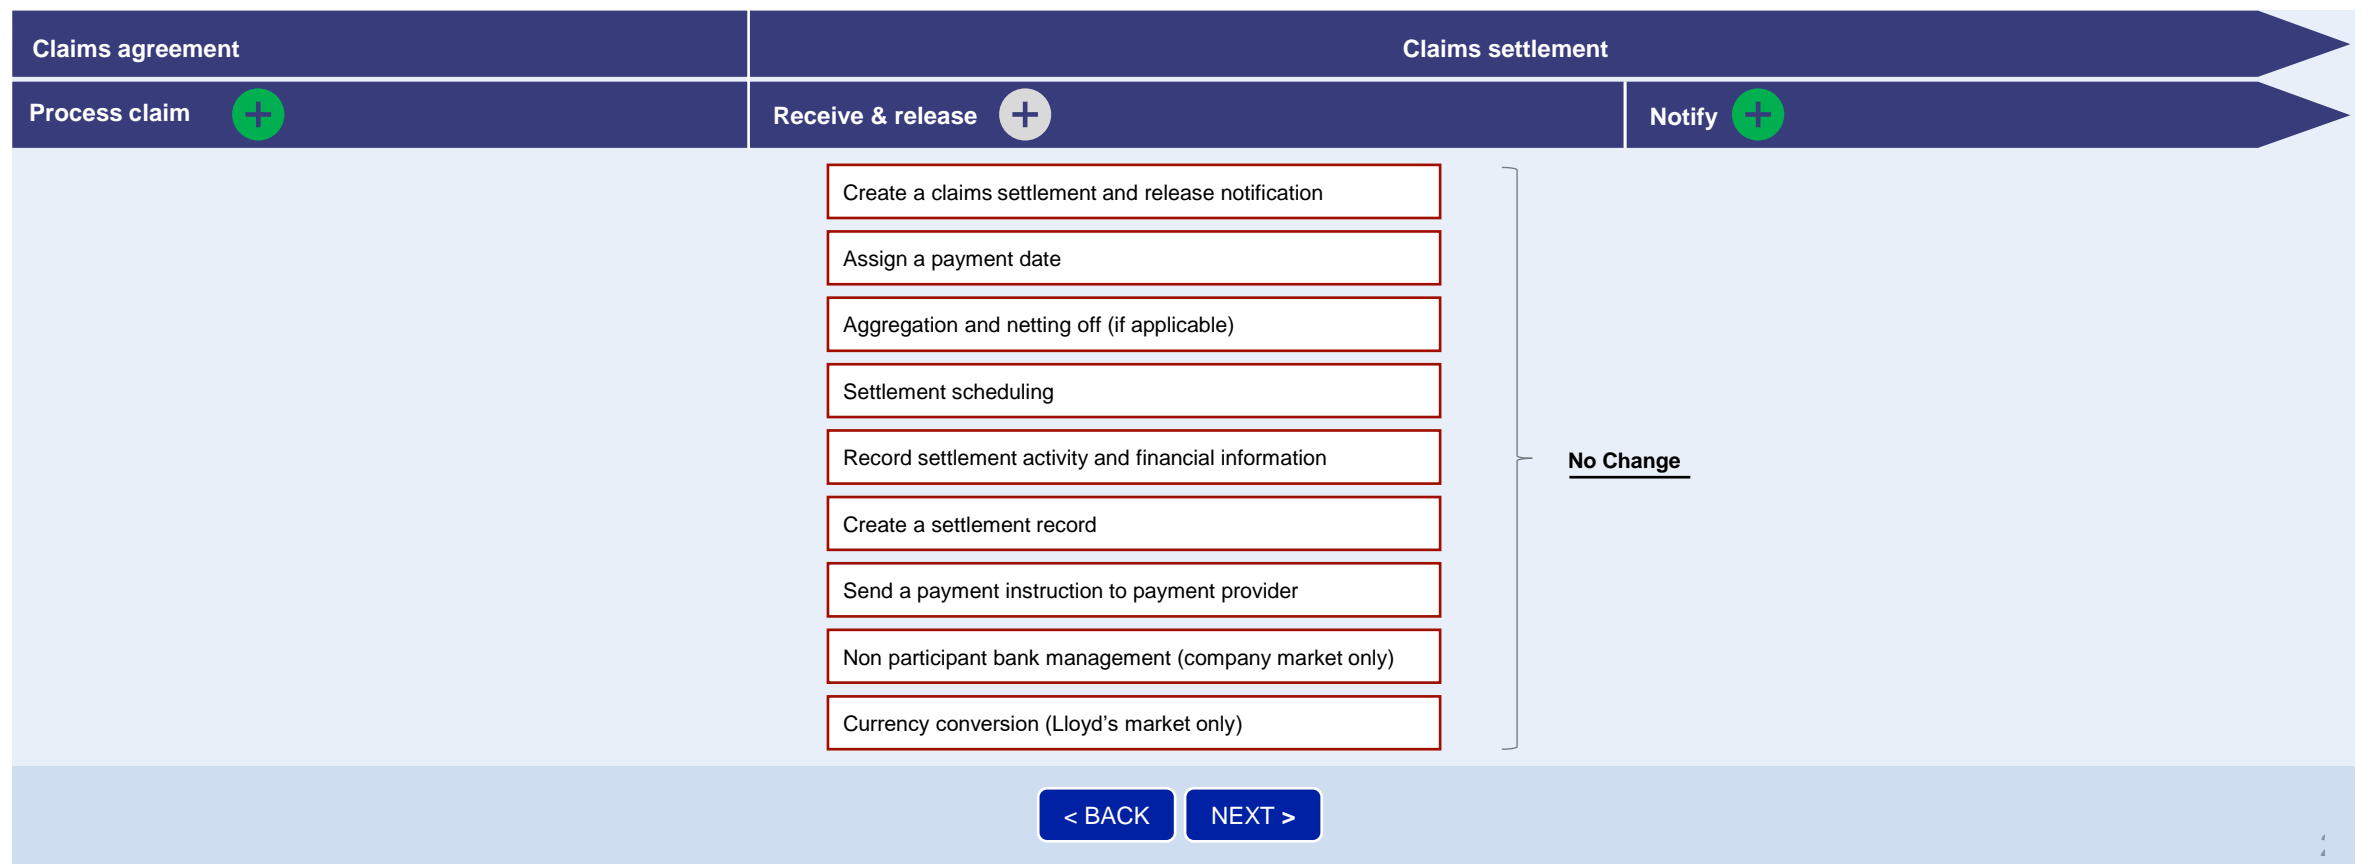 Claims agreement
Claims settlement
Process claim
Receive & release
Notify
Create a claims settlement and release notification
Assign a payment date
Aggregation and netting off (if applicable)
Settlement scheduling
Record settlement activity and financial information
No Change
Create a settlement record
Send a payment instruction to payment provider
Non participant bank management (company market only)
Currency conversion (Lloyd’s market only)
< BACK
NEXT >